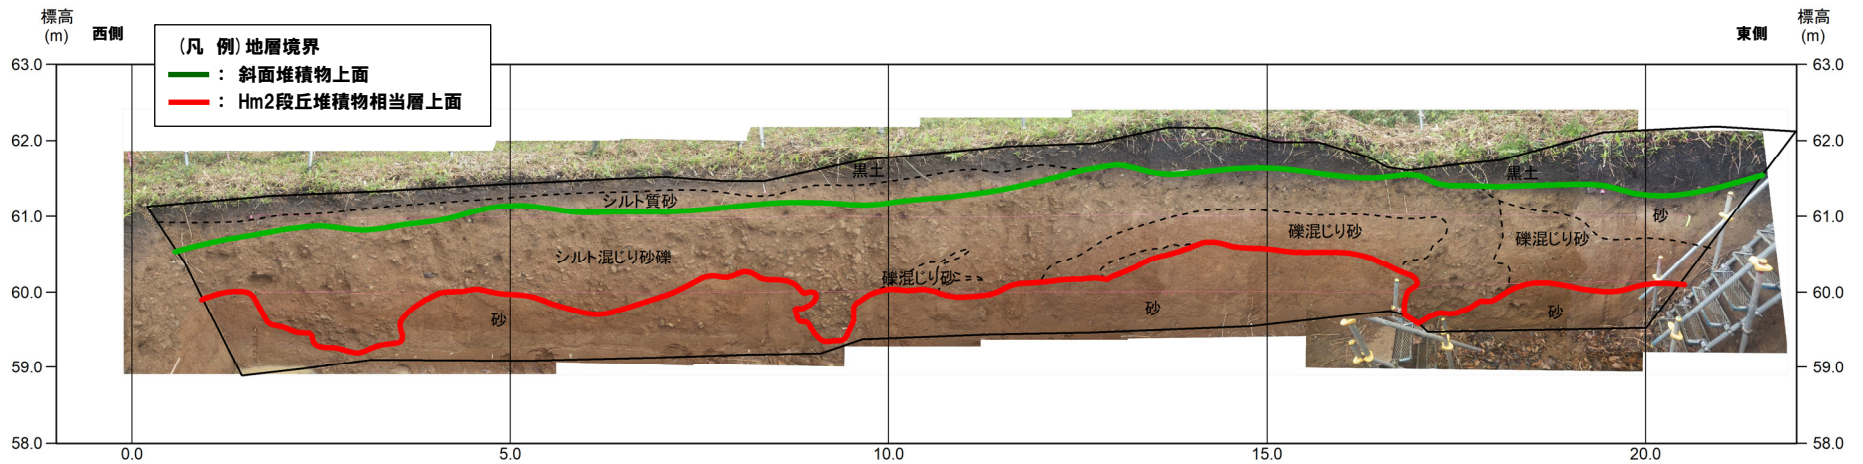 標高
(m)
西側
(凡 例)地層境界
: 斜面堆積物上面
: Hm2段丘堆積物相当層上面
東側
標高
(m)
63.0
63.0
62.0
62.0
黒土
黒土
シルト質砂
61.0
砂
61.0
シルト混じり砂礫
礫混じり砂
礫混じり砂
礫混じり砂
60.0
60.0
砂
砂
砂
59.0
59.0
58.0
58.0
0.0
5.0
10.0
15.0
20.0